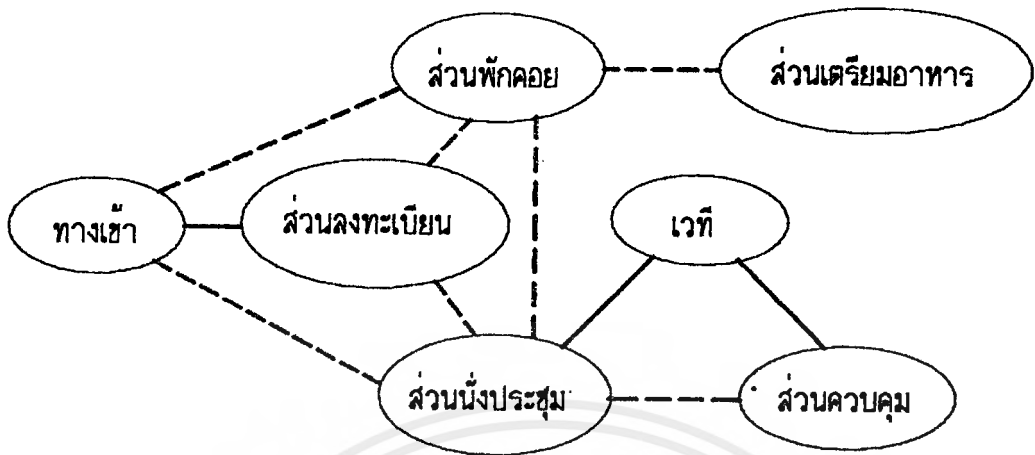 ส่วนพักคอย
ส่วนเตรียมอาหาร
ทางเข้า
ส่วนลงทะเบียน
เวที
ส่วนนั่งประชุม
ส่วนควบคุม